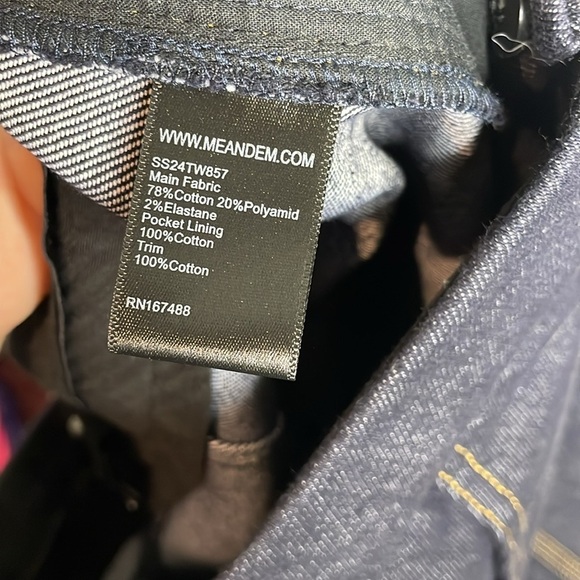 WWW.MEANDEM.COM
SS24TW857
Main Fabric
78%Cotton 20%Polyamid
2%Elastane
Pocket Lining
100%Cotton
Trim
100%Cotton
RN167488